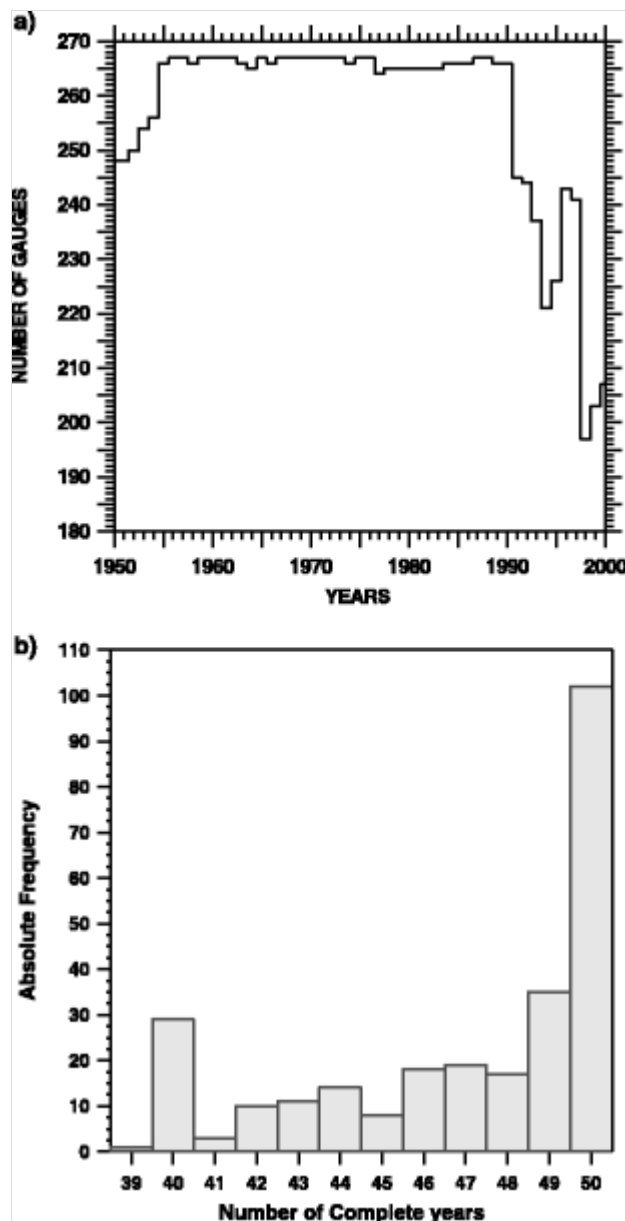 a)
270
260
250
240
230
220
210
200
190
180
NUMBER OF GAUGES
1950 1960 1970 1980 1990 2000
YEARS
b)
110
100
90
80
70
60
50
40
30
20
10
0
Absolute Frequency
39 40 41 42 43 44 45 46 47 48 49 50
Number of Complete years